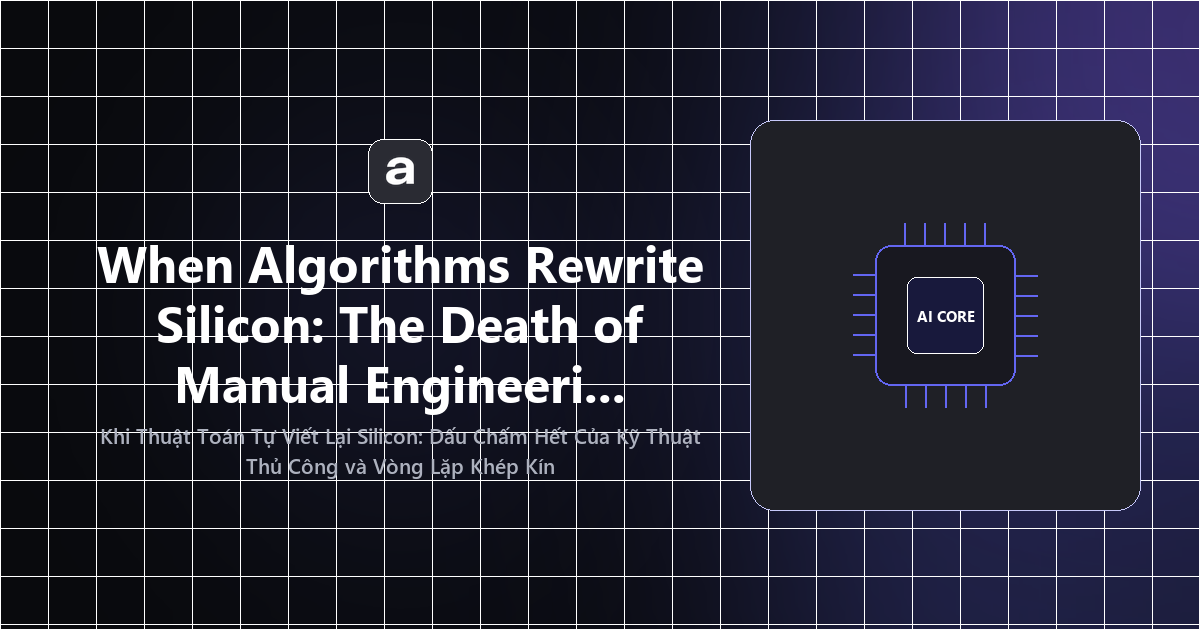 a
When Algorithms Rewrite
Silicon: The Death of
Manual Engineeri...
Khi Thuật Toán Tự Viết Lại Silicon: Dấu Chấm Hết Của Kỹ Thuật
Thủ Công và Vòng Lặp Khép Kín
AI CORE